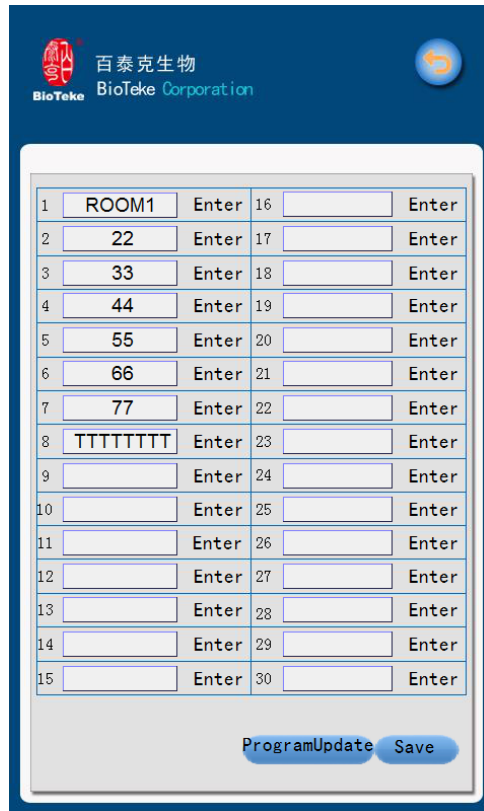 百泰克生物
BioTeke BioTeke Corporation
1 ROOM1 Enter 16 Enter
2 22 Enter 17 Enter
3 33 Enter 18 Enter
4 44 Enter 19 Enter
5 55 Enter 20 Enter
6 66 Enter 21 Enter
7 77 Enter 22 Enter
8 TTTTTTTT Enter 23 Enter
9 Enter 24 Enter
10 Enter 25 Enter
11 Enter 26 Enter
12 Enter 27 Enter
13 Enter 28 Enter
14 Enter 29 Enter
15 Enter 30 Enter
ProgramUpdate Save